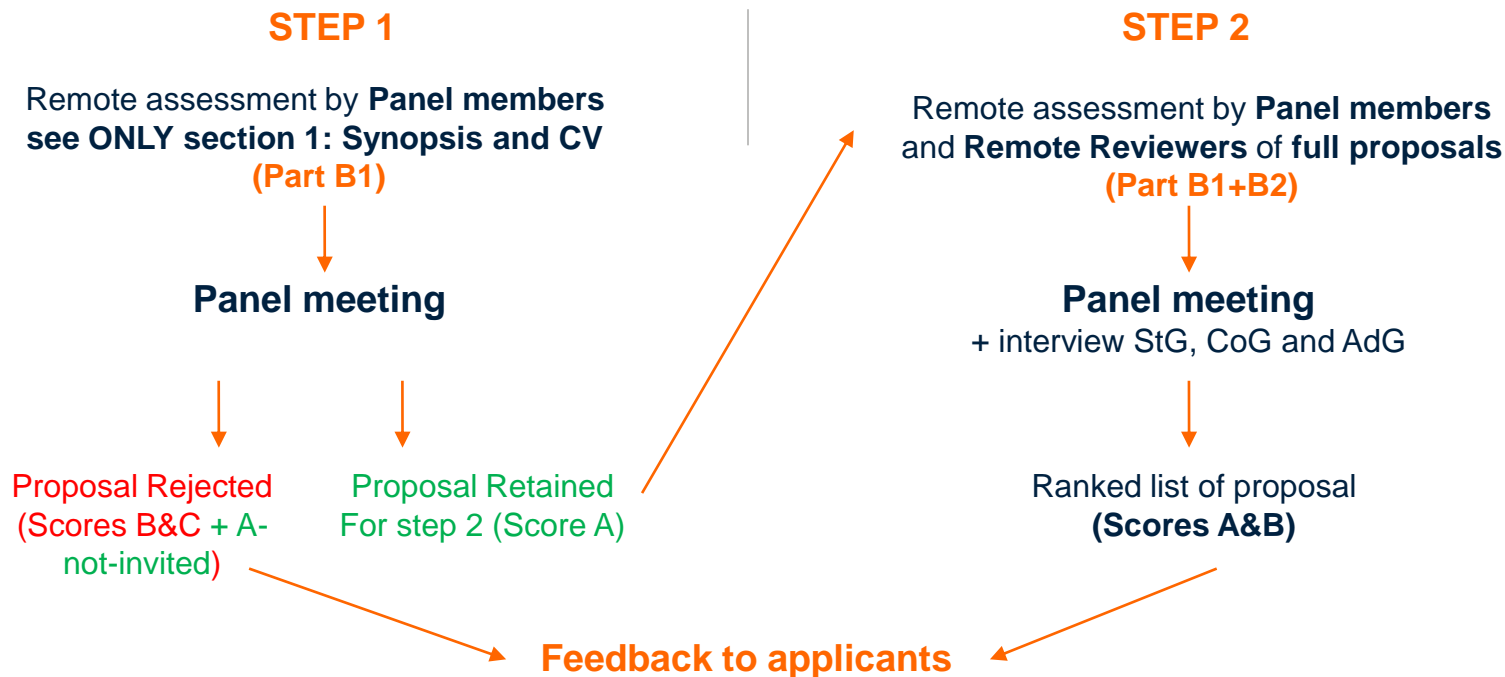 STEP 1
Remote assessment by Panel members
see ONLY section 1: Synopsis and CV
(Part B1)
Panel meeting
Proposal Rejected
(Scores B&C + A-
not-invited)
Proposal Retained
For step 2 (Score A)
STEP 2
Remote assessment by Panel members
and Remote Reviewers of full proposals
(Part B1+B2)
Panel meeting
+ interview StG, CoG and AdG
Ranked list of proposal
(Scores A&B)
Feedback to applicants